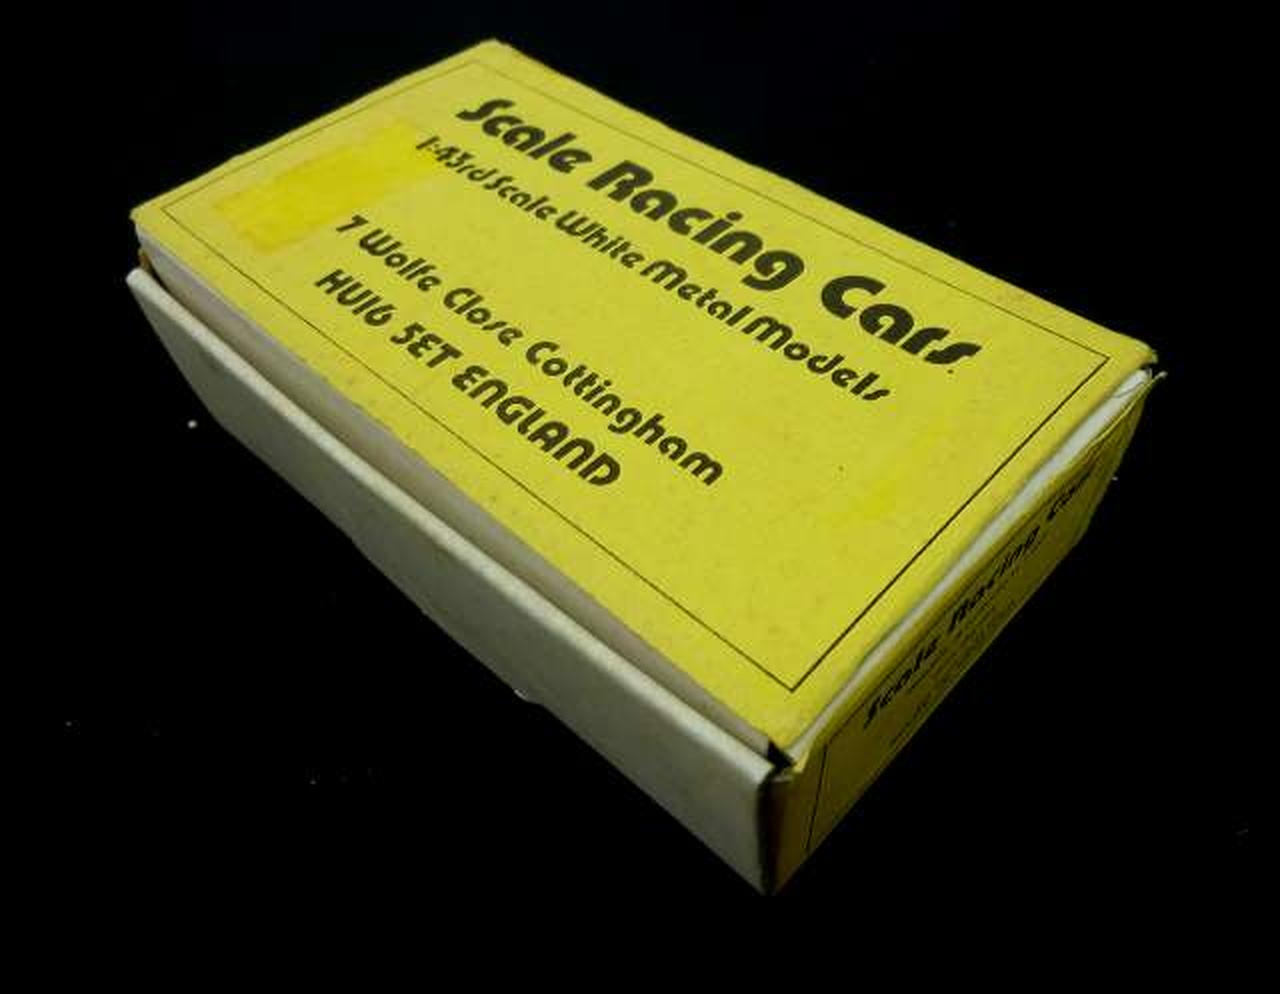 Scale Racing Cars
1:43rd Scale White Metal Models
7 Wolfe Close Cottingham
HU16 5ET ENGLAND
Scale Racing Cars